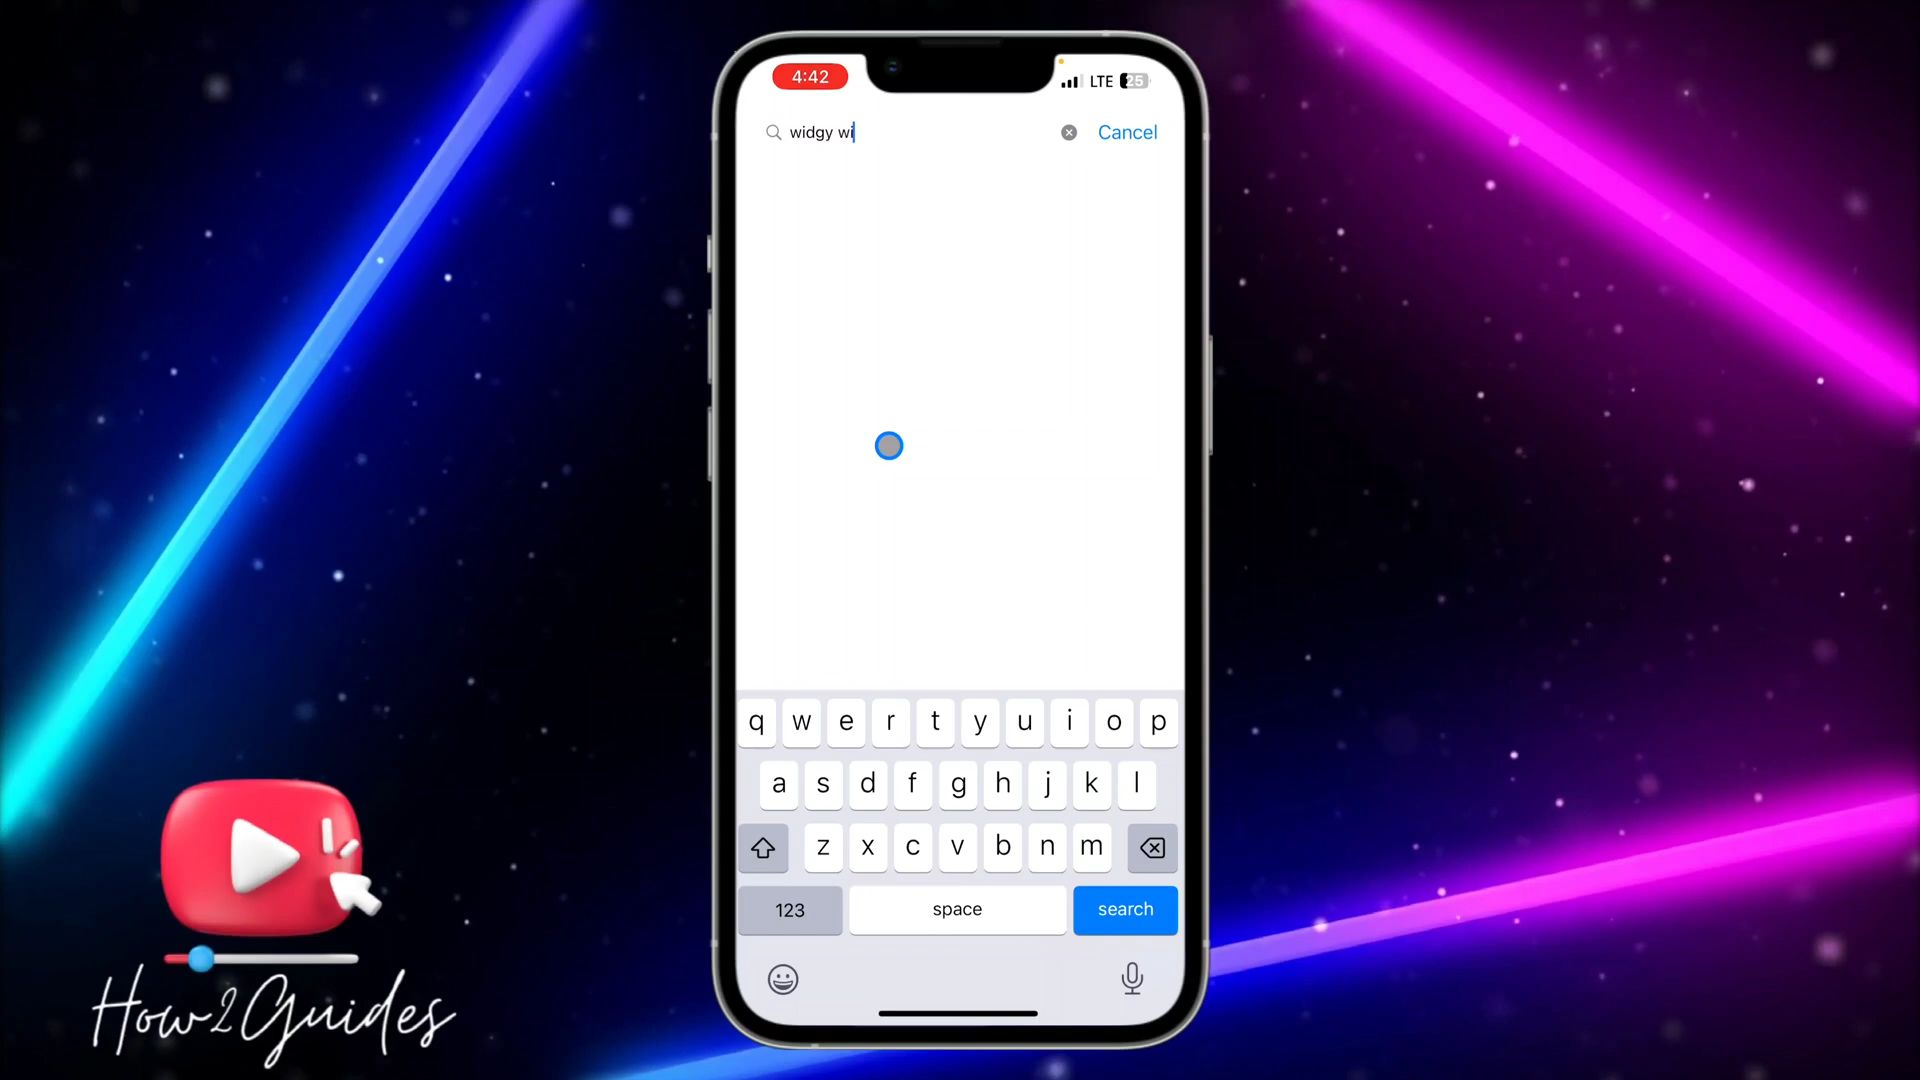 4:42
LTE 25
widgy wi
Cancel
q w e r t y u i o p
a s d f g h j k l
z x c v b n m
123 space search
How2Guides